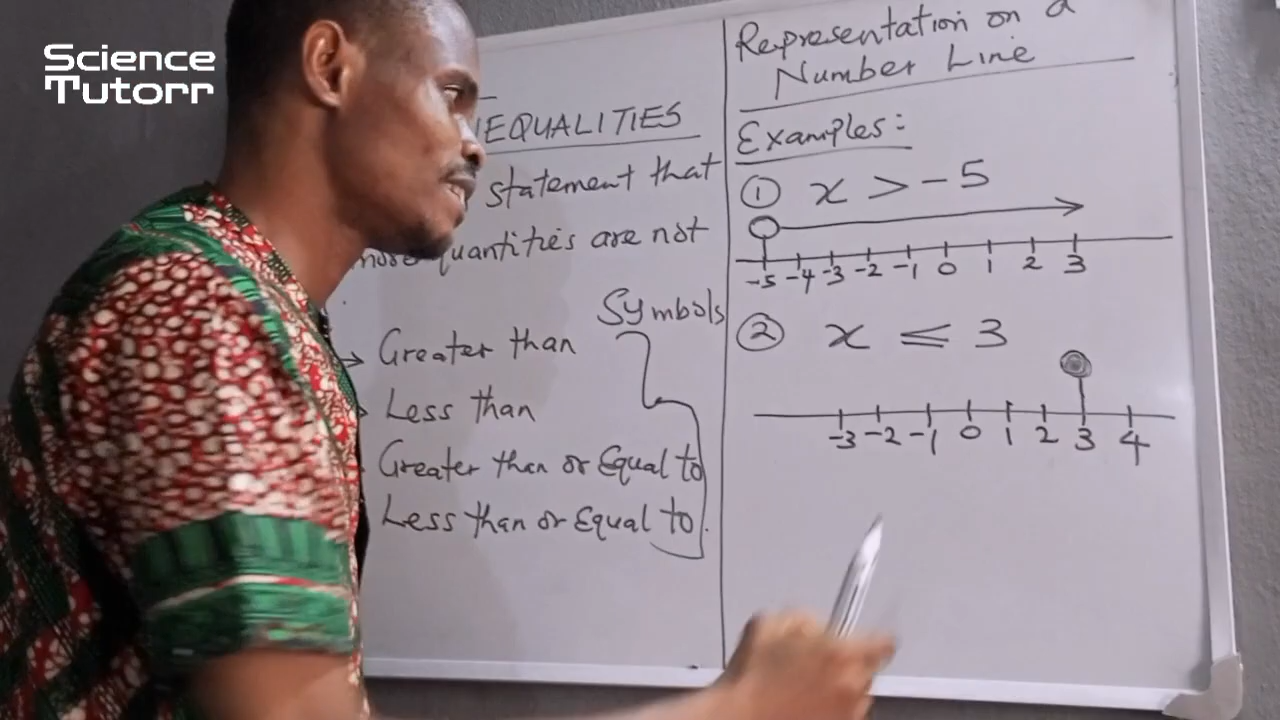 Science
Tutorr
EQUALITIES
statement that
quantities are not
Symbols
→ Greater than
Less than
Greater than or Equal to
Less than or Equal to
Representation on a
Number Line
Examples:
① x > -5
-5 -4 -3 -2 -1 0 1 2 3
② x ≤ 3
-3 -2 -1 0 1 2 3 4